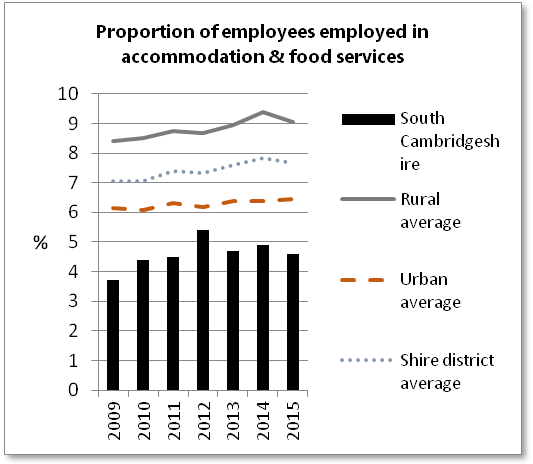 Proportion of employees employed in
accommodation & food services
10
9
8
7
6
5
4
3
2
1
0
%
2009
2010
2011
2012
2013
2014
2015
South
Cambridgesh
ire
Rural
average
Urban
average
Shire district
average